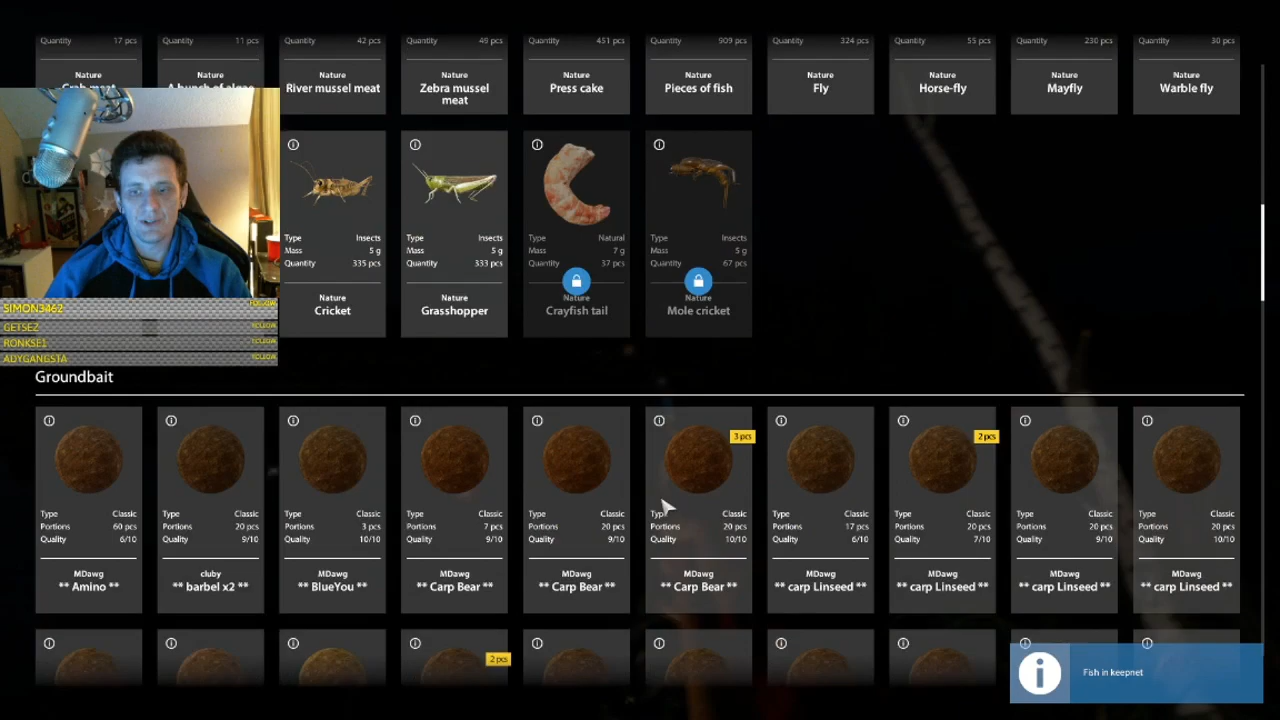 Quantity 17 pcs
Quantity 11 pcs
Quantity 42 pcs
Quantity 49 pcs
Quantity 451 pcs
Quantity 909 pcs
Quantity 324 pcs
Quantity 55 pcs
Quantity 230 pcs
Quantity 30 pcs
Nature
Crab meat
Nature
A bunch of algae
Nature
River mussel meat
Nature
Zebra mussel
meat
Nature
Press cake
Nature
Pieces of fish
Nature
Fly
Nature
Horse-fly
Nature
Mayfly
Nature
Warble fly
Type Insects
Mass 5 g
Quantity 335 pcs
Nature
Cricket
Type Insects
Mass 5 g
Quantity 333 pcs
Nature
Grasshopper
Type Natural
Mass 7 g
Quantity 37 pcs
Nature
Crayfish tail
Type Insects
Mass 5 g
Quantity 67 pcs
Nature
Mole cricket
SIMON3462 FOLLOW
GETSEZ FOLLOW
RONKSE1 FOLLOW
ADYGANGSTA FOLLOW
Groundbait
Type Classic
Portions 60 pcs
Quality 6/10
MDawg
** Amino **
Type Classic
Portions 20 pcs
Quality 9/10
cluby
** barbel x2 **
Type Classic
Portions 3 pcs
Quality 10/10
MDawg
** BlueYou **
Type Classic
Portions 7 pcs
Quality 9/10
MDawg
** Carp Bear **
Type Classic
Portions 20 pcs
Quality 9/10
MDawg
** Carp Bear **
3 pcs
Type Classic
Portions 20 pcs
Quality 10/10
MDawg
** Carp Bear **
Type Classic
Portions 17 pcs
Quality 6/10
MDawg
** carp Linseed **
2 pcs
Type Classic
Portions 20 pcs
Quality 7/10
MDawg
** carp Linseed **
Type Classic
Portions 20 pcs
Quality 9/10
MDawg
** carp Linseed **
Type Classic
Portions 20 pcs
Quality 10/10
MDawg
** carp Linseed **
2 pcs
Fish in keepnet